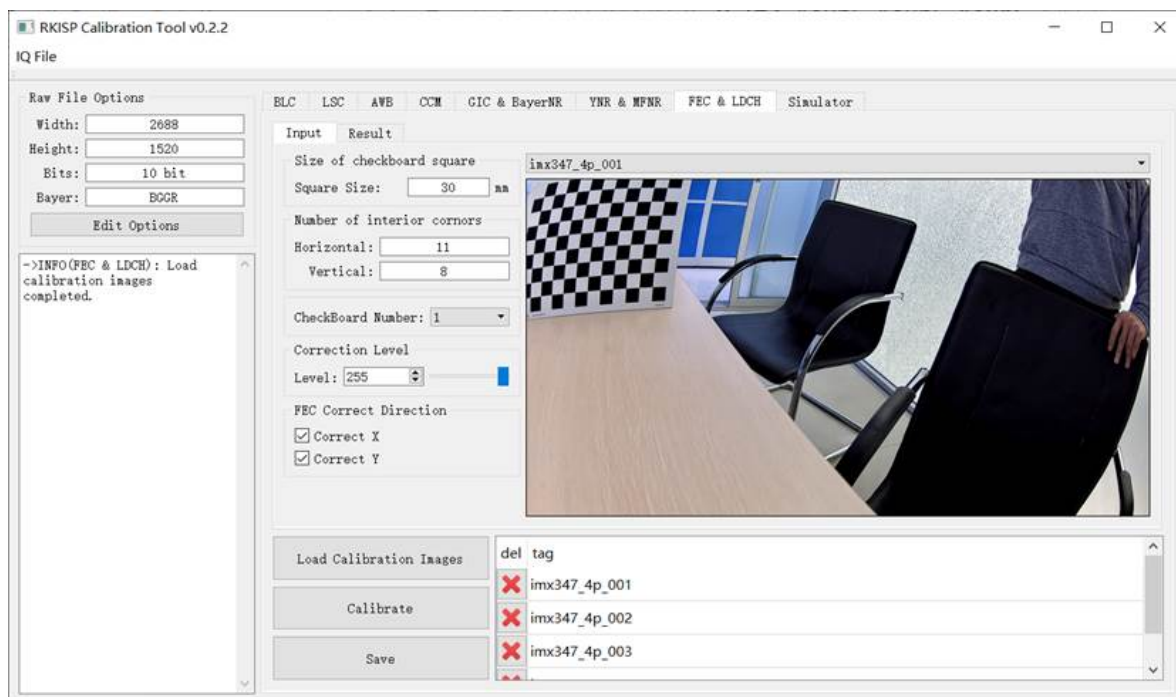 RKISP Calibration Tool v0.2.2
IQ File
Raw File Options
Width: 2688
Height: 1520
Bits: 10 bit
Bayer: BGGR
Edit Options
->INFO(FEC & LDCH): Load
calibration images
completed.
BLC LSC AWB CCM GIC & BayerNR YNR & MFNR FEC & LDCH Simulator
Input Result
Size of checkboard square
Square Size: 30 mm
Number of interior cornors
Horizontal: 11
Vertical: 8
CheckBoard Number: 1
Correction Level
Level: 255
FEC Correct Direction
Correct X
Correct Y
imx347_4p_001
Load Calibration Images
Calibrate
Save
del tag
imx347_4p_001
imx347_4p_002
imx347_4p_003